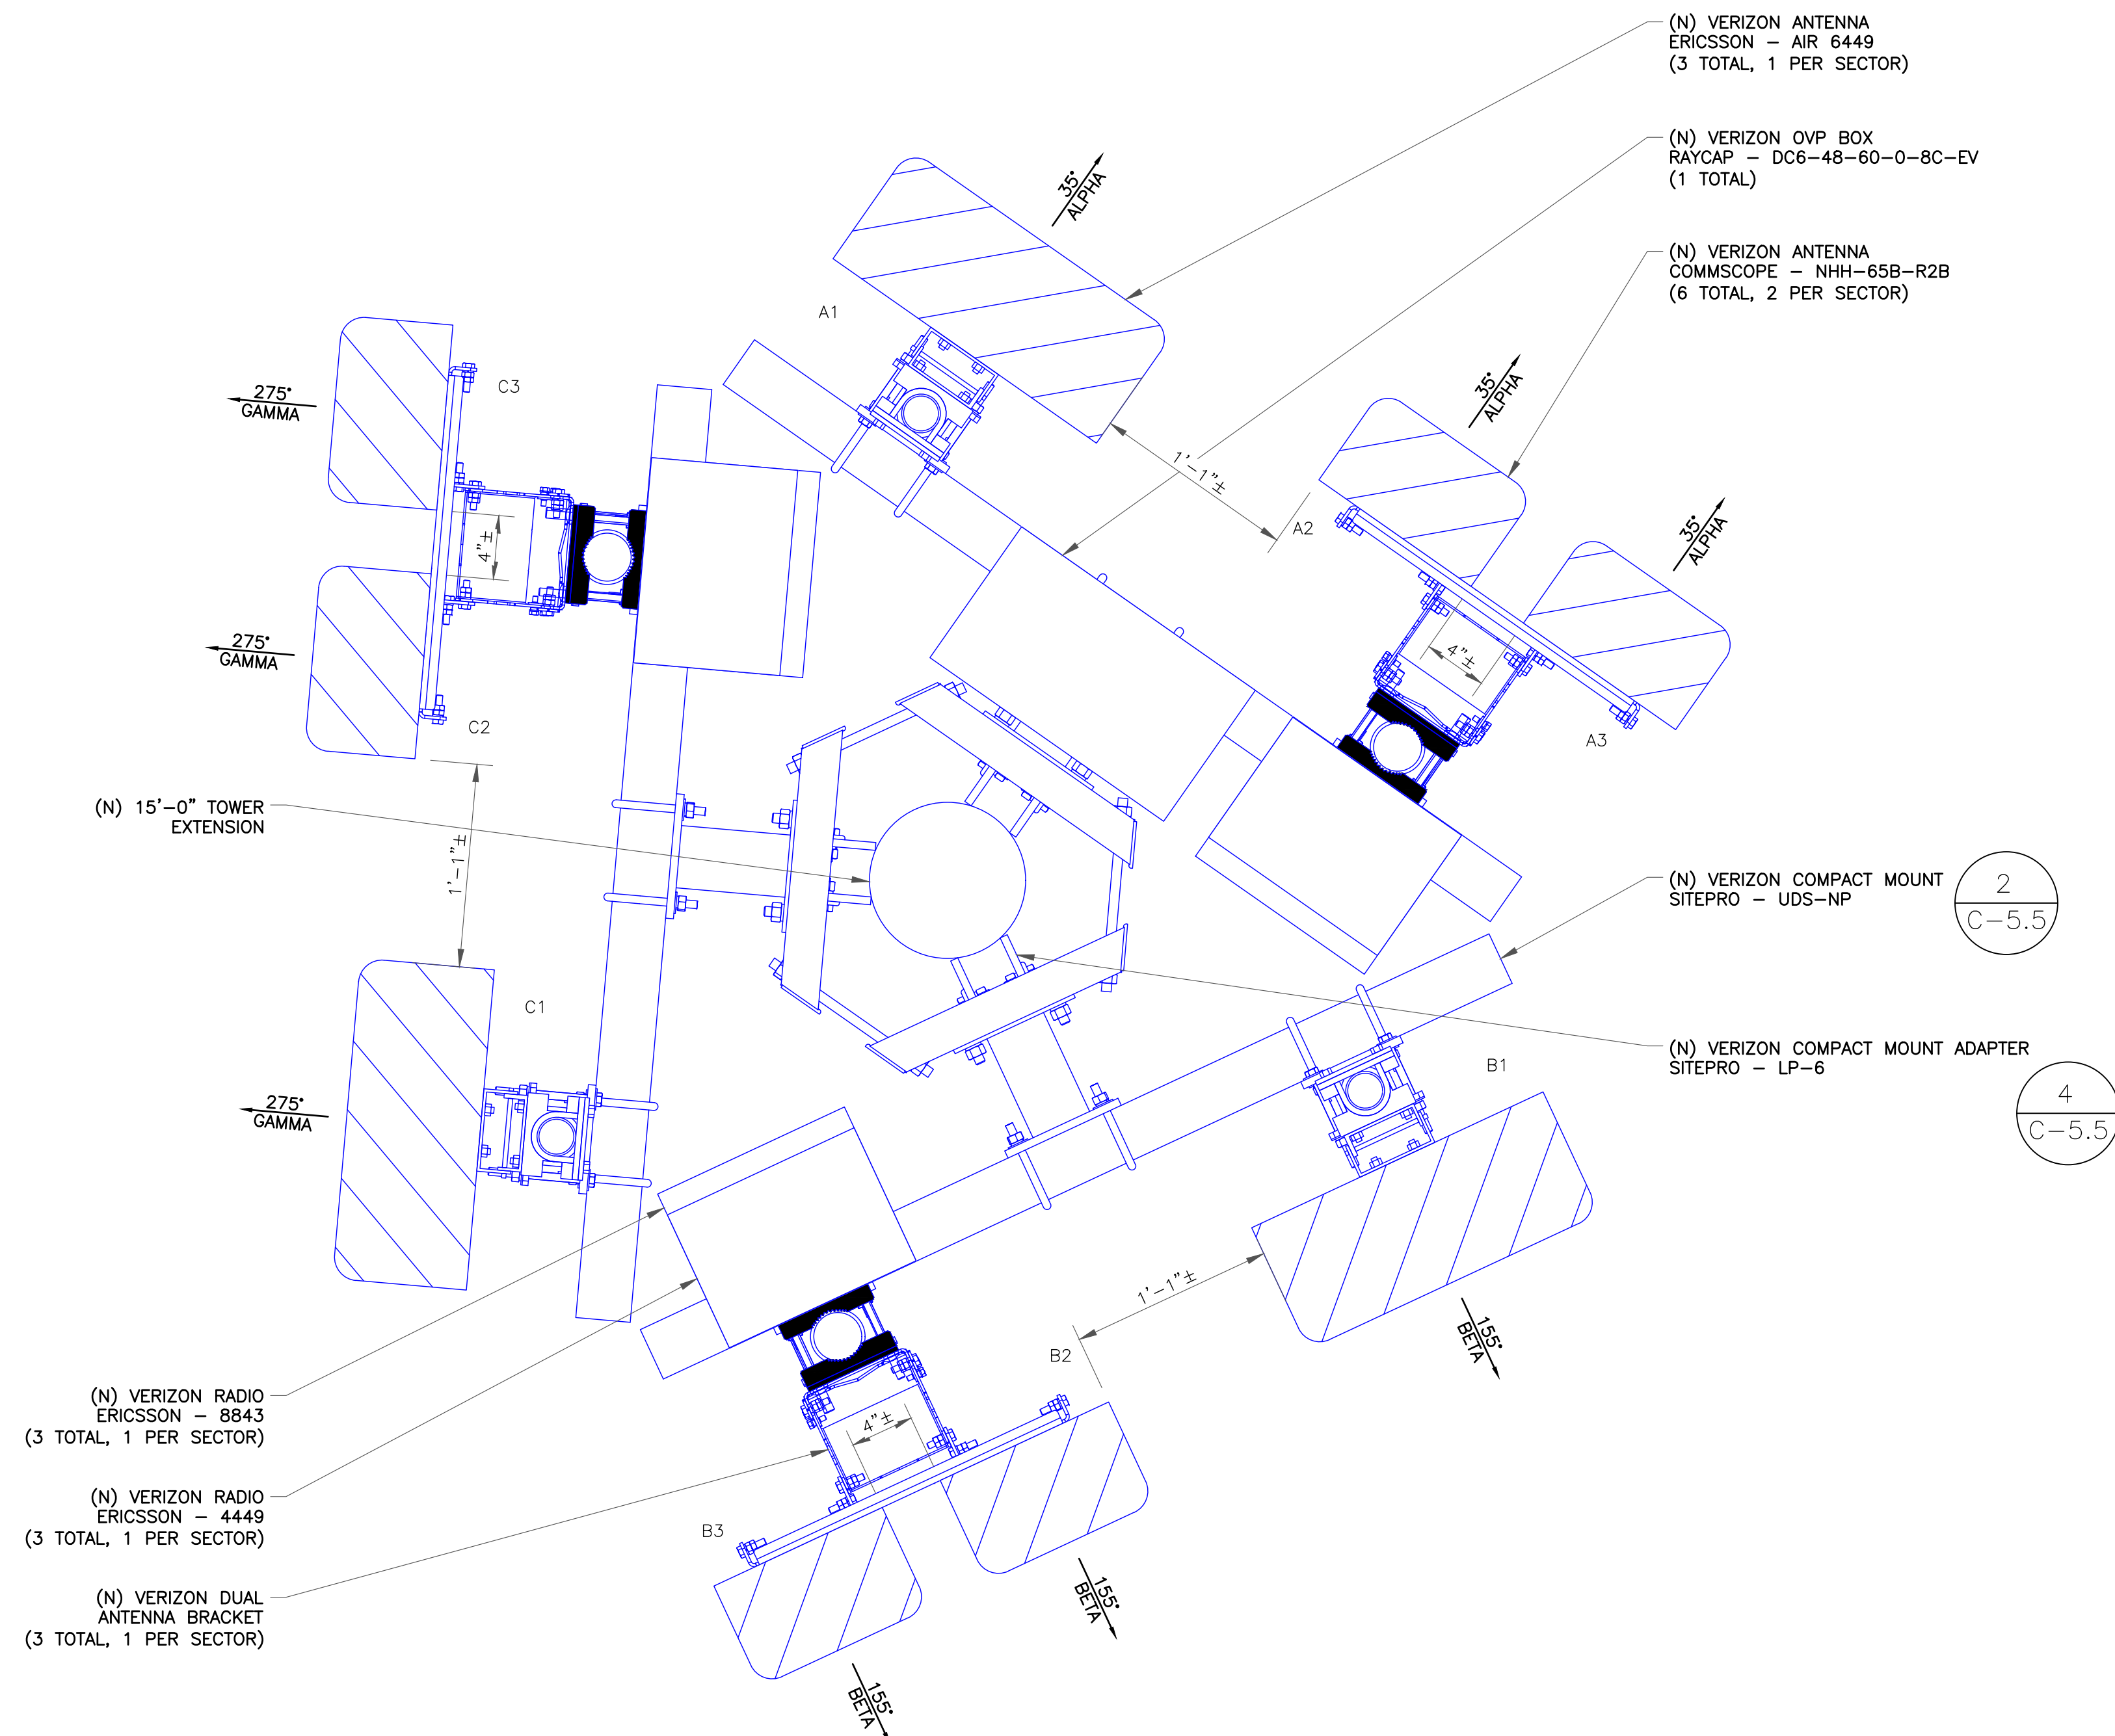 (N) VERIZON ANTENNA
ERICSSON – AIR 6449
(3 TOTAL, 1 PER SECTOR)
(N) VERIZON OVP BOX
RAYCAP – DC6–48–60–0–8C–EV
(1 TOTAL)
(N) VERIZON ANTENNA
COMMSCOPE – NHH–65B–R2B
(6 TOTAL, 2 PER SECTOR)
35°
ALPHA
A1
35°
ALPHA
1'–1"±
A2
35°
ALPHA
4"±
A3
275°
GAMMA
C3
4"±
275°
GAMMA
C2
(N) 15'–0" TOWER
EXTENSION
1'–1"±
C1
275°
GAMMA
(N) VERIZON COMPACT MOUNT
SITEPRO – UDS–NP
2
C–5.5
(N) VERIZON COMPACT MOUNT ADAPTER
SITEPRO – LP–6
4
C–5.5
B1
1'–1"±
155°
BETA
B2
4"±
B3
155°
BETA
155°
BETA
(N) VERIZON RADIO
ERICSSON – 8843
(3 TOTAL, 1 PER SECTOR)
(N) VERIZON RADIO
ERICSSON – 4449
(3 TOTAL, 1 PER SECTOR)
(N) VERIZON DUAL
ANTENNA BRACKET
(3 TOTAL, 1 PER SECTOR)